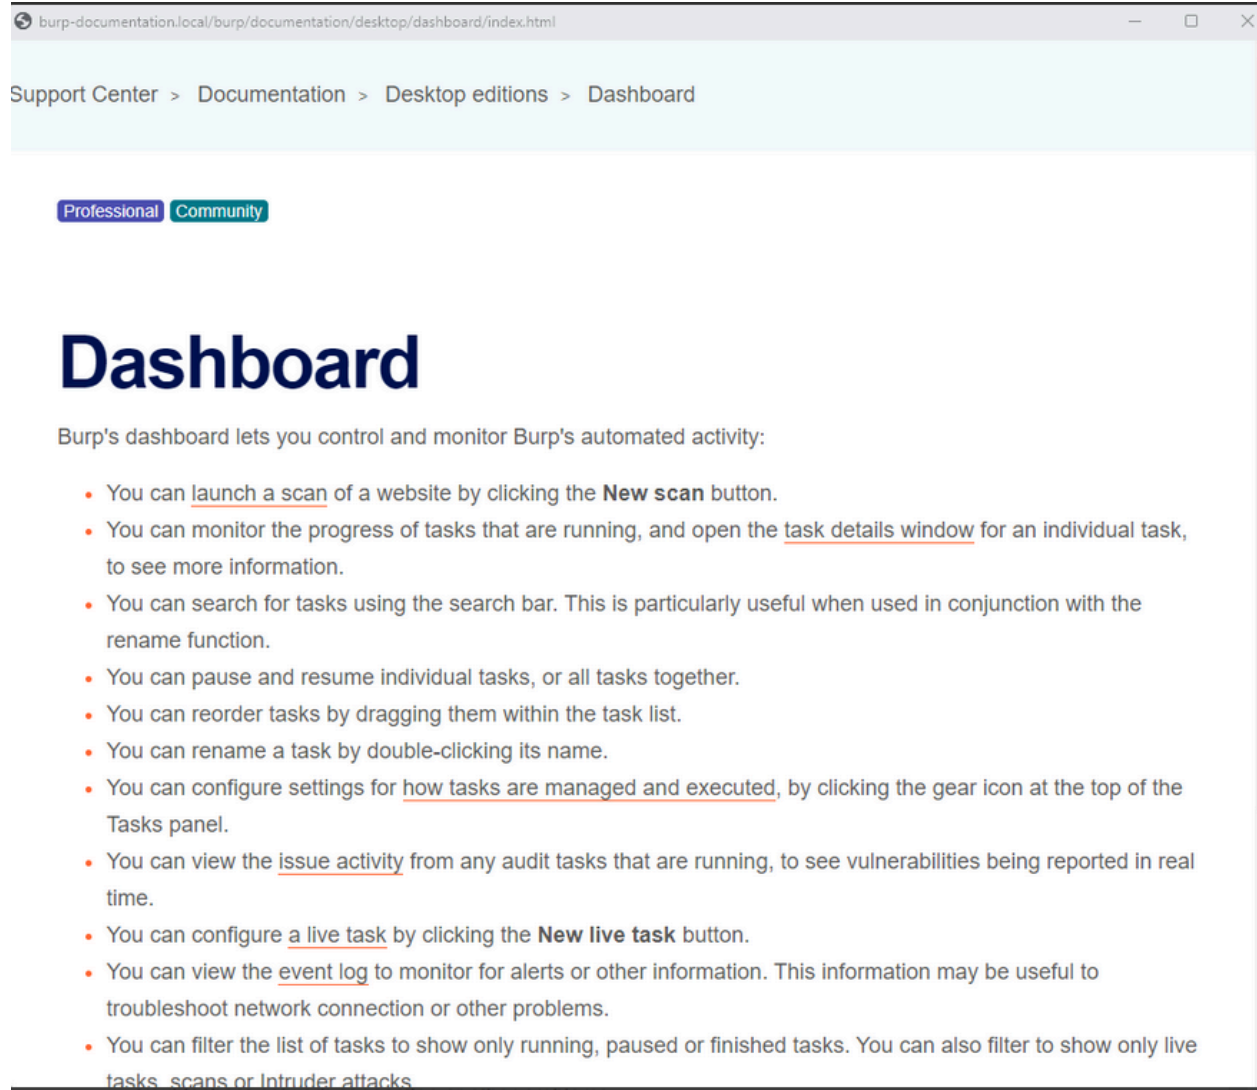 burp-documentation.local/burp/documentation/desktop/dashboard/index.html
Support Center > Documentation > Desktop editions > Dashboard
Professional Community
Dashboard
Burp's dashboard lets you control and monitor Burp's automated activity:
• You can launch a scan of a website by clicking the New scan button.
• You can monitor the progress of tasks that are running, and open the task details window for an individual task,
to see more information.
• You can search for tasks using the search bar. This is particularly useful when used in conjunction with the
rename function.
• You can pause and resume individual tasks, or all tasks together.
• You can reorder tasks by dragging them within the task list.
• You can rename a task by double-clicking its name.
• You can configure settings for how tasks are managed and executed, by clicking the gear icon at the top of the
Tasks panel.
• You can view the issue activity from any audit tasks that are running, to see vulnerabilities being reported in real
time.
• You can configure a live task by clicking the New live task button.
• You can view the event log to monitor for alerts or other information. This information may be useful to
troubleshoot network connection or other problems.
• You can filter the list of tasks to show only running, paused or finished tasks. You can also filter to show only live
tasks, scans or Intruder attacks